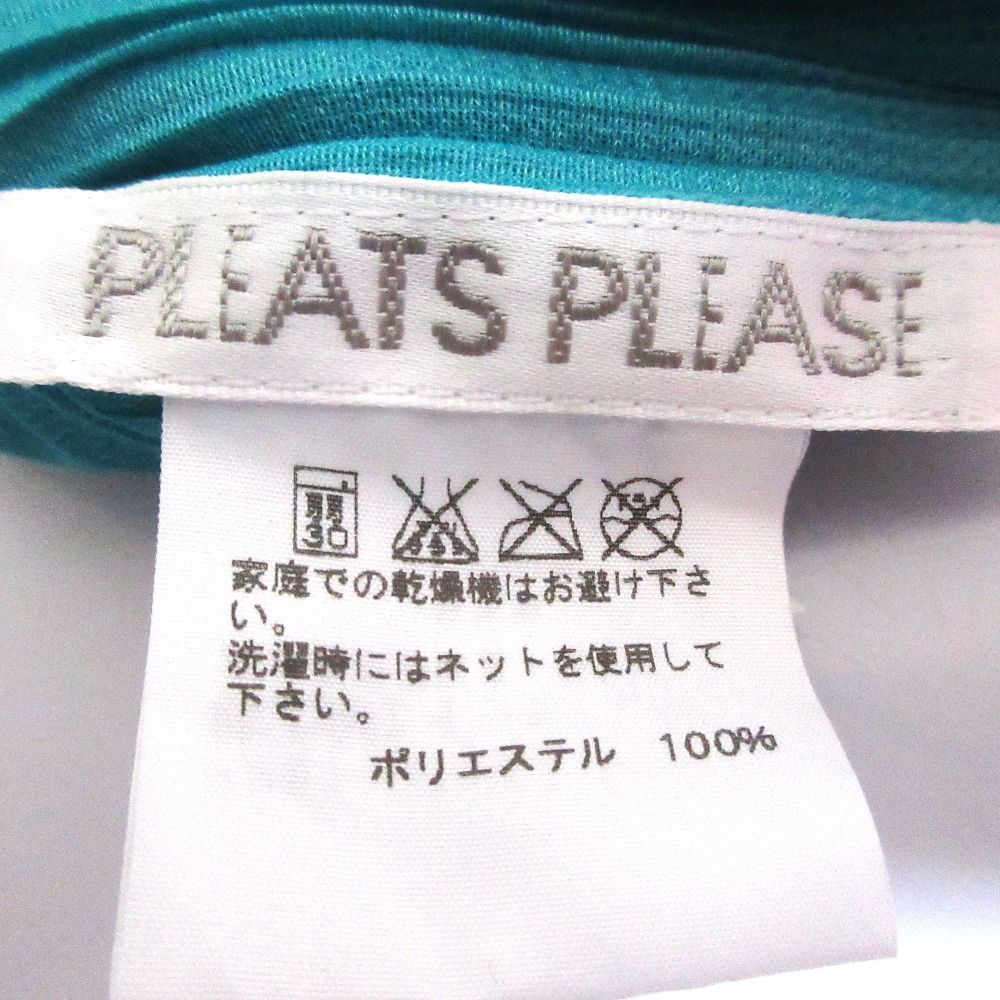 PLEATS PLEASE
弱
30
家庭での乾燥機はお避け下さ
い。
洗濯時にはネットを使用して
下さい。
ポリエステル 100%